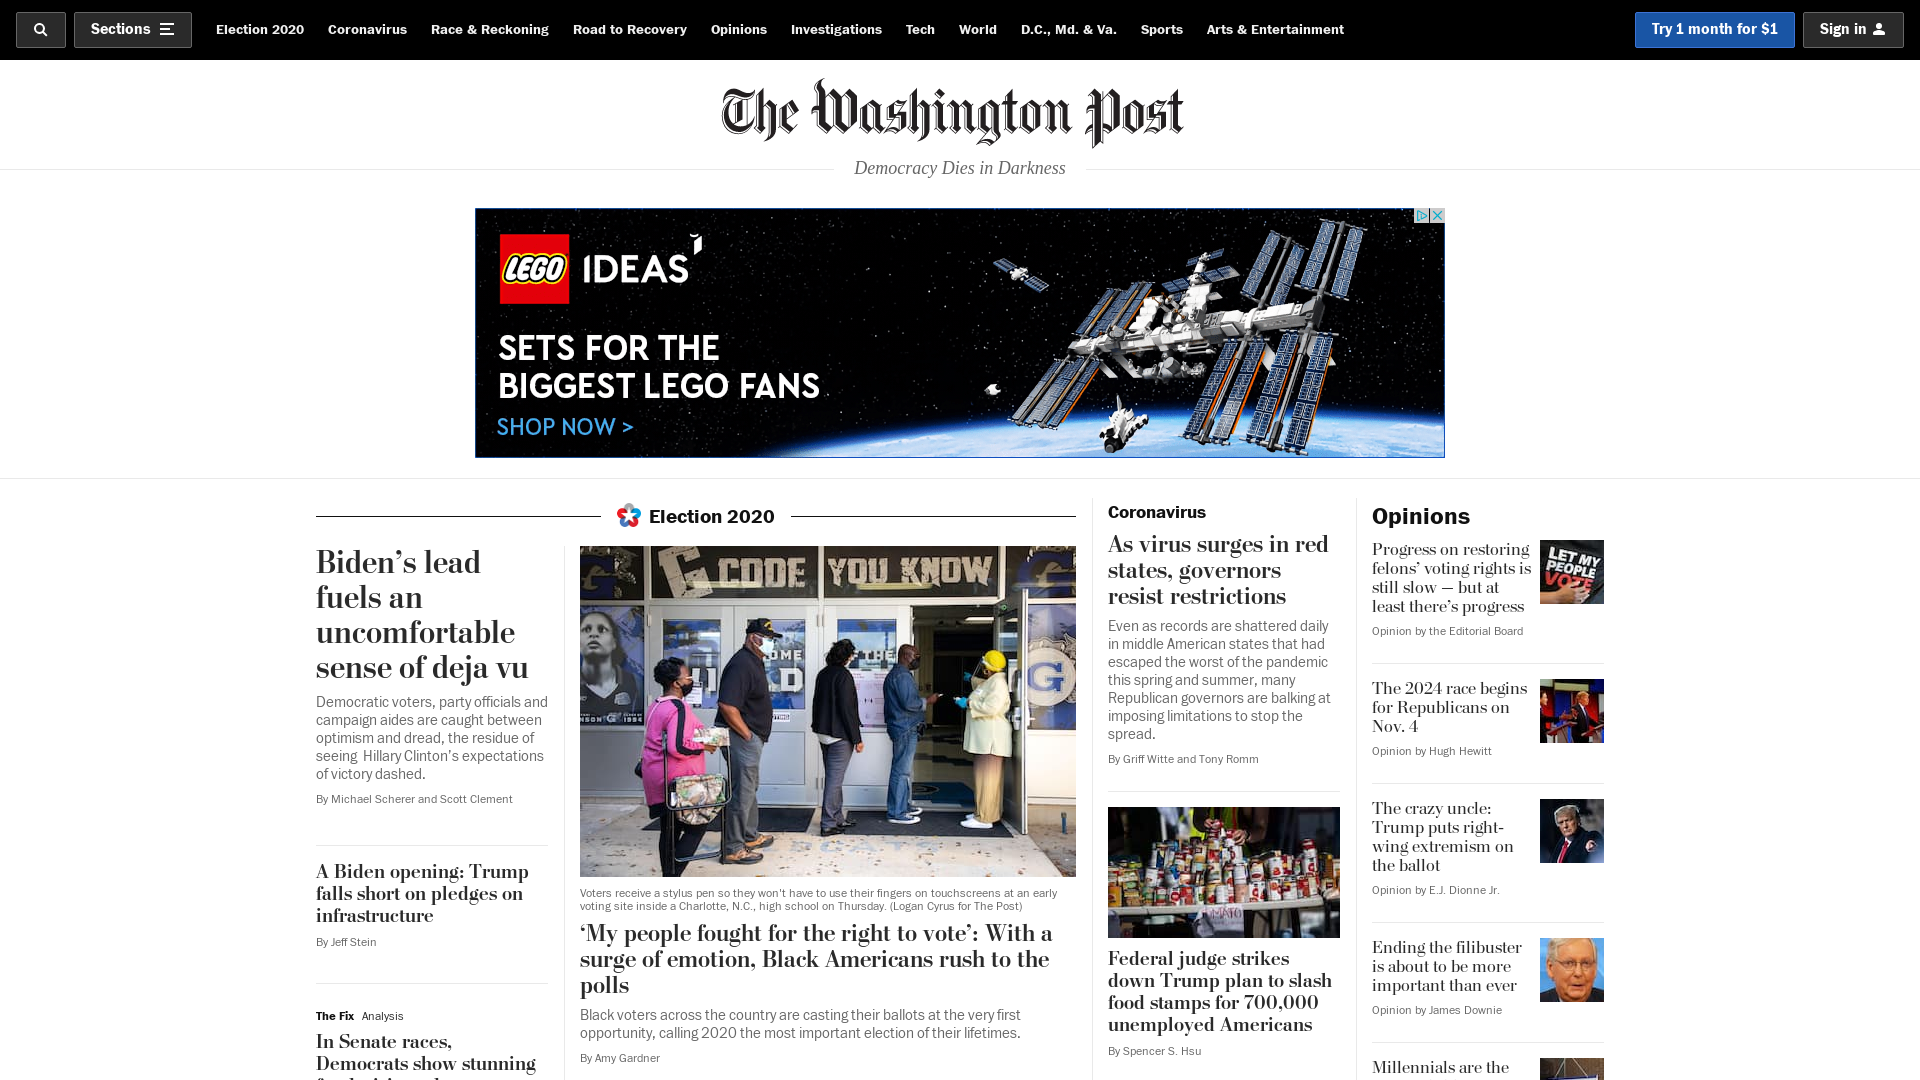 Sections
Election 2020
Coronavirus
Race & Reckoning
Road to Recovery
Opinions
Investigations
Tech
World
D.C., Md. & Va.
Sports
Arts & Entertainment
Try 1 month for $1
Sign in
The Washington Post
Democracy Dies in Darkness
LEGO IDEAS
SETS FOR THE
BIGGEST LEGO FANS
SHOP NOW >
Election 2020
Biden’s lead
fuels an
uncomfortable
sense of deja vu
Democratic voters, party officials and
campaign aides are caught between
optimism and dread, the residue of
seeing Hillary Clinton’s expectations
of victory dashed.
By Michael Scherer and Scott Clement
A Biden opening: Trump
falls short on pledges on
infrastructure
By Jeff Stein
The Fix Analysis
In Senate races,
Democrats show stunning
CODE YOU KNOW
G
Voters receive a stylus pen so they won't have to use their fingers on touchscreens at an early
voting site inside a Charlotte, N.C., high school on Thursday. (Logan Cyrus for The Post)
‘My people fought for the right to vote’: With a
surge of emotion, Black Americans rush to the
polls
Black voters across the country are casting their ballots at the very first
opportunity, calling 2020 the most important election of their lifetimes.
By Amy Gardner
Coronavirus
As virus surges in red
states, governors
resist restrictions
Even as records are shattered daily
in middle American states that had
escaped the worst of the pandemic
this spring and summer, many
Republican governors are balking at
imposing limitations to stop the
spread.
By Griff Witte and Tony Romm
Federal judge strikes
down Trump plan to slash
food stamps for 700,000
unemployed Americans
By Spencer S. Hsu
Opinions
Progress on restoring
felons’ voting rights is
still slow — but at
least there’s progress
Opinion by the Editorial Board
LET MY
PEOPLE
VOTE
The 2024 race begins
for Republicans on
Nov. 4
Opinion by Hugh Hewitt
The crazy uncle:
Trump puts right-
wing extremism on
the ballot
Opinion by E.J. Dionne Jr.
Ending the filibuster
is about to be more
important than ever
Opinion by James Downie
Millennials are the